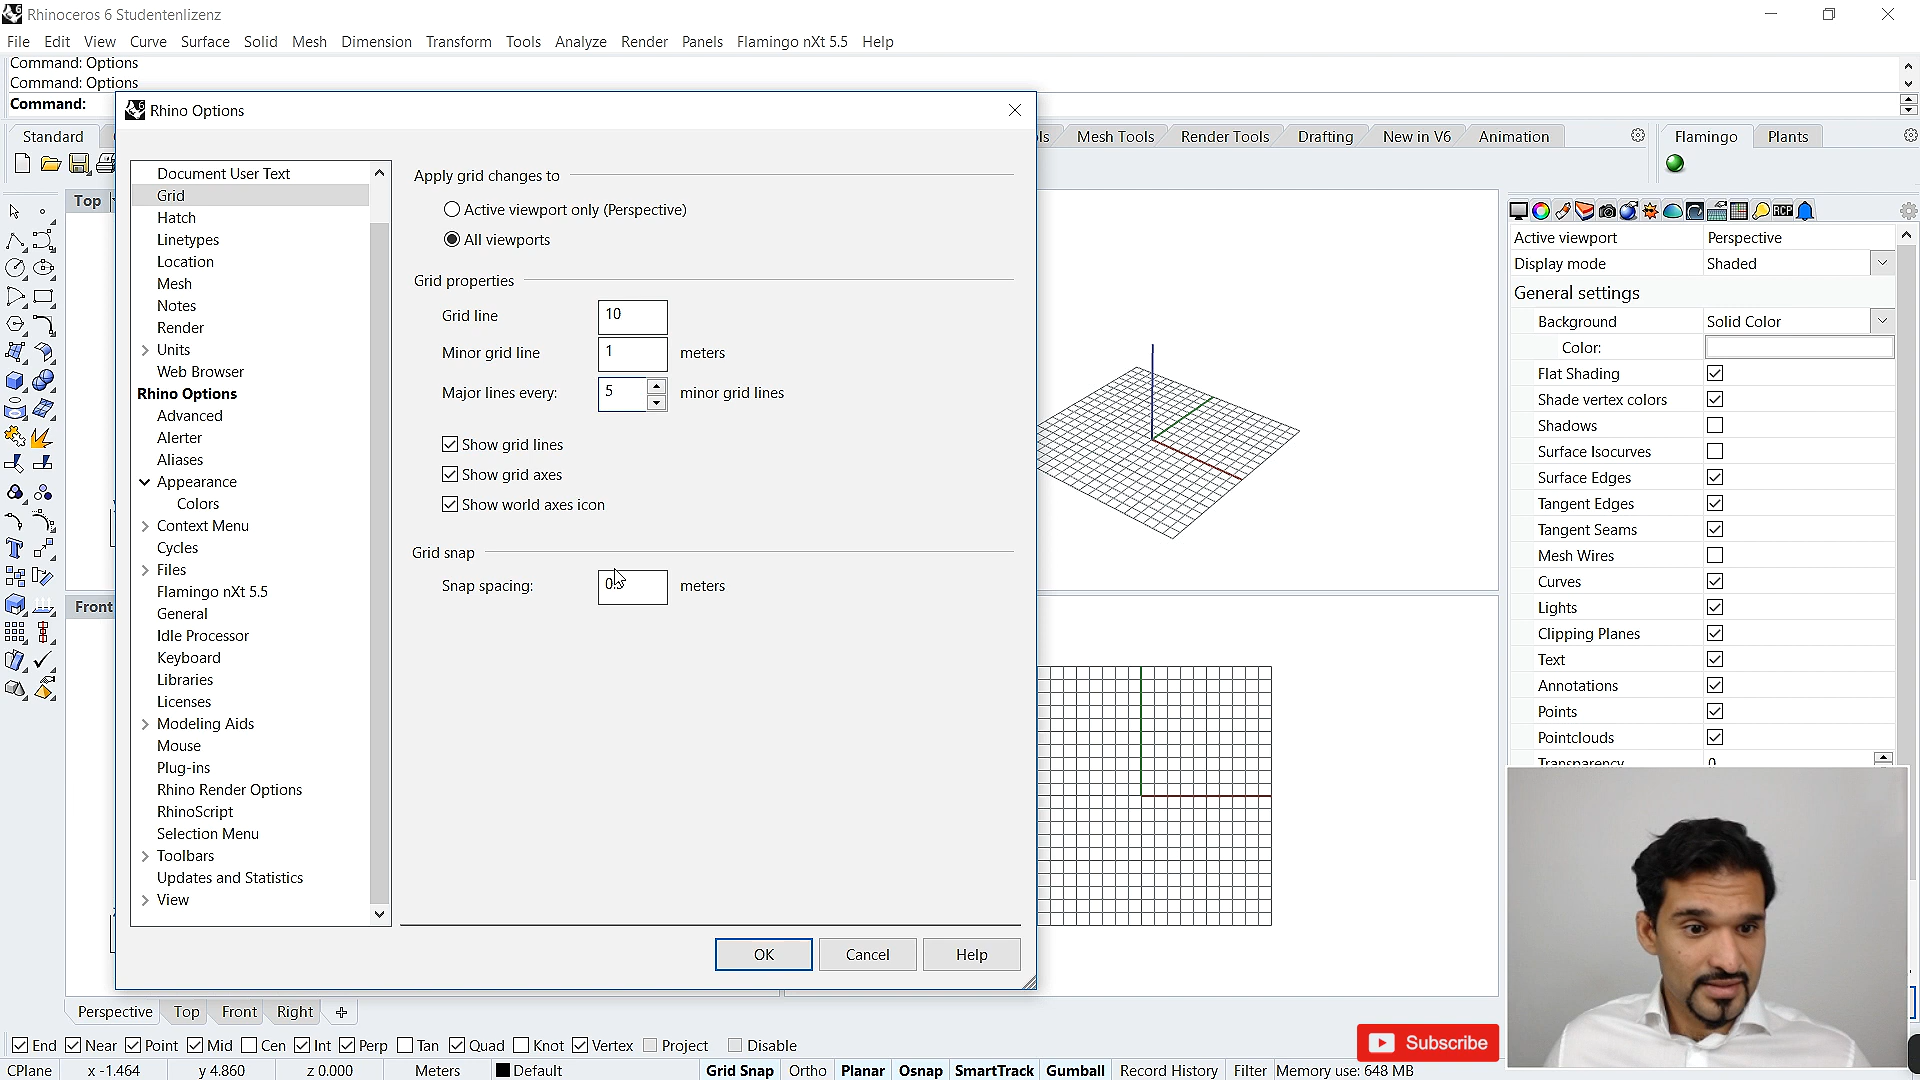 Rhinoceros 6 Studentenlizenz
File Edit View Curve Surface Solid Mesh Dimension Transform Tools Analyze Render Panels Flamingo nXt 5.5 Help
Command: Options
Command: Options
Command:
Rhino Options
Standard
Mesh Tools Render Tools Drafting New in V6 Animation
Flamingo Plants
Top
Front
Document User Text
Grid
Hatch
Linetypes
Location
Mesh
Notes
Render
Units
Web Browser
Rhino Options
Advanced
Alerter
Aliases
Appearance
Colors
Context Menu
Cycles
Files
Flamingo nXt 5.5
General
Idle Processor
Keyboard
Libraries
Licenses
Modeling Aids
Mouse
Plug-ins
Rhino Render Options
RhinoScript
Selection Menu
Toolbars
Updates and Statistics
View
Apply grid changes to
Active viewport only (Perspective)
All viewports
Grid properties
Grid line 10
Minor grid line 1 meters
Major lines every: 5 minor grid lines
Show grid lines
Show grid axes
Show world axes icon
Grid snap
Snap spacing: meters
OK Cancel Help
RCP
Active viewport Perspective
Display mode Shaded
General settings
Background Solid Color
Color:
Flat Shading
Shade vertex colors
Shadows
Surface Isocurves
Surface Edges
Tangent Edges
Tangent Seams
Mesh Wires
Curves
Lights
Clipping Planes
Text
Annotations
Points
Pointclouds
Transparency 0
Perspective Top Front Right
Subscribe
End Near Point Mid Cen Int Perp Tan Quad Knot Vertex Project Disable
CPlane x -1.464 y 4.860 z 0.000 Meters Default Grid Snap Ortho Planar Osnap SmartTrack Gumball Record History Filter Memory use: 648 MB